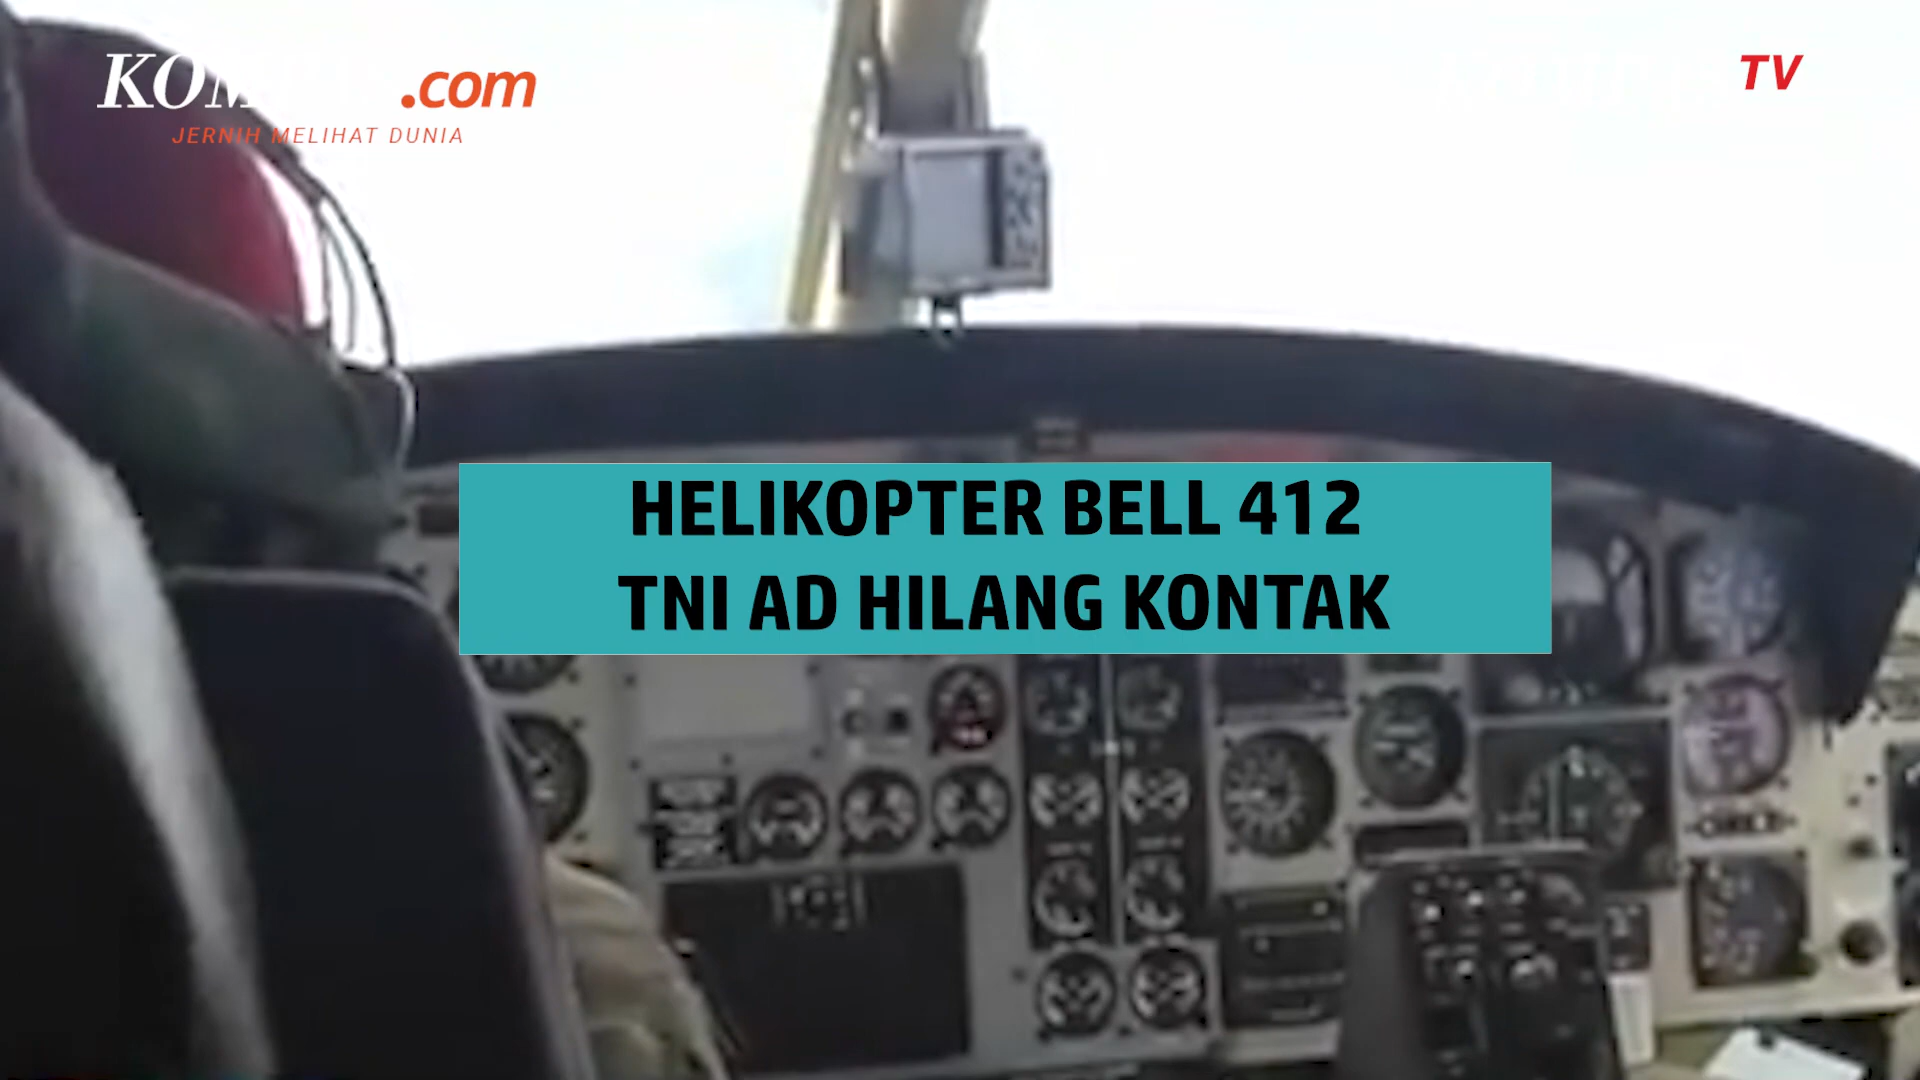 .com
TV
JERNIH MELIHAT DUNIA
HELIKOPTER BELL 412
TNI AD HILANG KONTAK